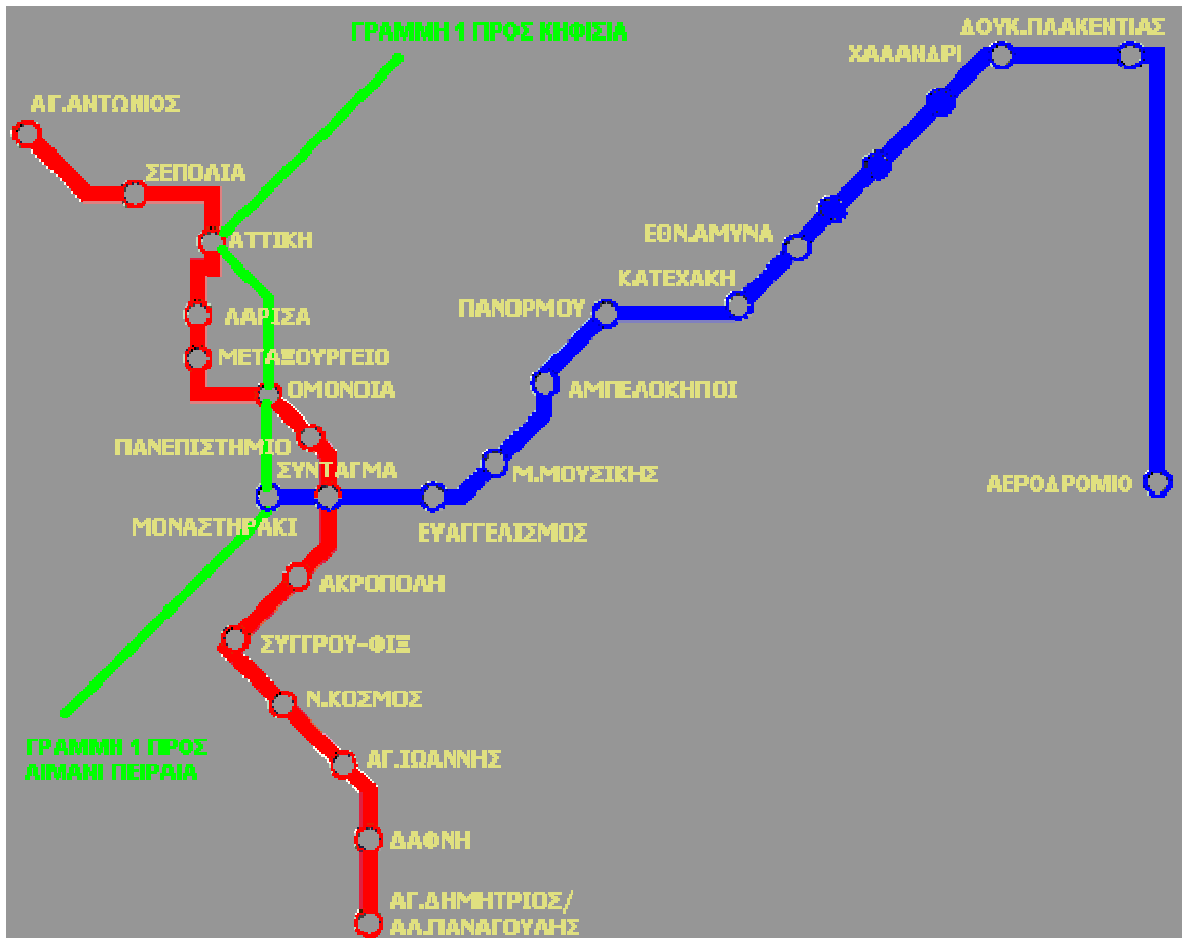 ΓΡΑΜΜΗ 1 ΠΡΟΣ ΚΗΦΙΣΙΑ
ΔΟΥΚ.ΠΛΑΚΕΝΤΙΑΣ
ΧΑΛΑΝΔΡΙ
ΑΓ.ΑΝΤΩΝΙΟΣ
ΣΕΠΟΛΙΑ
ΑΤΤΙΚΗ
ΕΘΝ.ΑΜΥΝΑ
ΚΑΤΕΧΑΚΗ
ΠΑΝΟΡΜΟΥ
ΛΑΡΙΣΑ
ΜΕΤΑΞΟΥΡΓΕΙΟ
ΟΜΟΝΟΙΑ
ΑΜΠΕΛΟΚΗΠΟΙ
ΠΑΝΕΠΙΣΤΗΜΙΟ
ΣΥΝΤΑΓΜΑ
Μ.ΜΟΥΣΙΚΗΣ
ΑΕΡΟΔΡΟΜΙΟ
ΜΟΝΑΣΤΗΡΑΚΙ
ΕΥΑΓΓΕΛΙΣΜΟΣ
ΑΚΡΟΠΟΛΗ
ΣΥΓΓΡΟΥ-ΦΙΞ
Ν.ΚΟΣΜΟΣ
ΓΡΑΜΜΗ 1 ΠΡΟΣ
ΛΙΜΑΝΙ ΠΕΙΡΑΙΑ
ΑΓ.ΙΩΑΝΝΗΣ
ΔΑΦΝΗ
ΑΓ.ΔΗΜΗΤΡΙΟΣ/
ΑΛ.ΠΑΝΑΓΟΥΛΗΣ